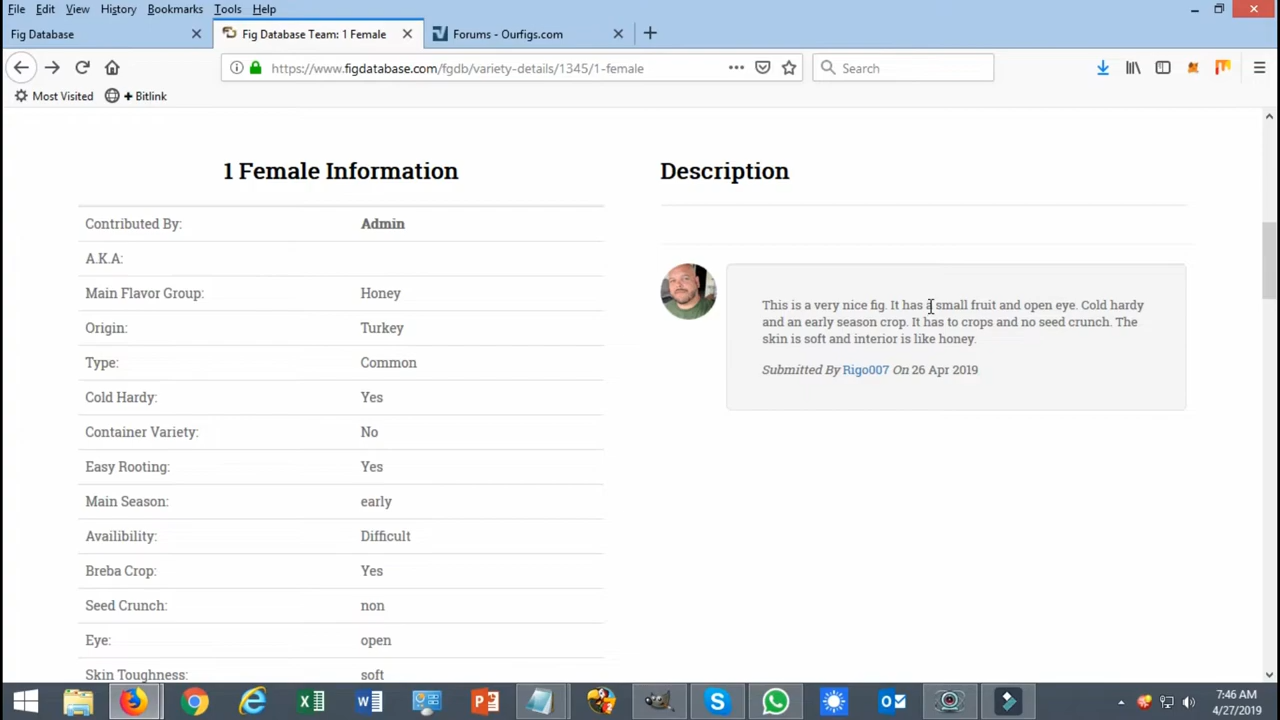 File Edit View History Bookmarks Tools Help
Fig Database
Fig Database Team: 1 Female
Forums - Ourfigs.com
https://www.figdatabase.com/fgdb/variety-details/1345/1-female
Search
Most Visited
Bitlink
1 Female Information
Contributed By: Admin
A.K.A:
Main Flavor Group: Honey
Origin: Turkey
Type: Common
Cold Hardy: Yes
Container Variety: No
Easy Rooting: Yes
Main Season: early
Availibility: Difficult
Breba Crop: Yes
Seed Crunch: non
Eye: open
Skin Toughness: soft
Description
This is a very nice fig. It has a small fruit and open eye. Cold hardy
and an early season crop. It has to crops and no seed crunch. The
skin is soft and interior is like honey.
Submitted By Rigo007 On 26 Apr 2019
7:46 AM
4/27/2019